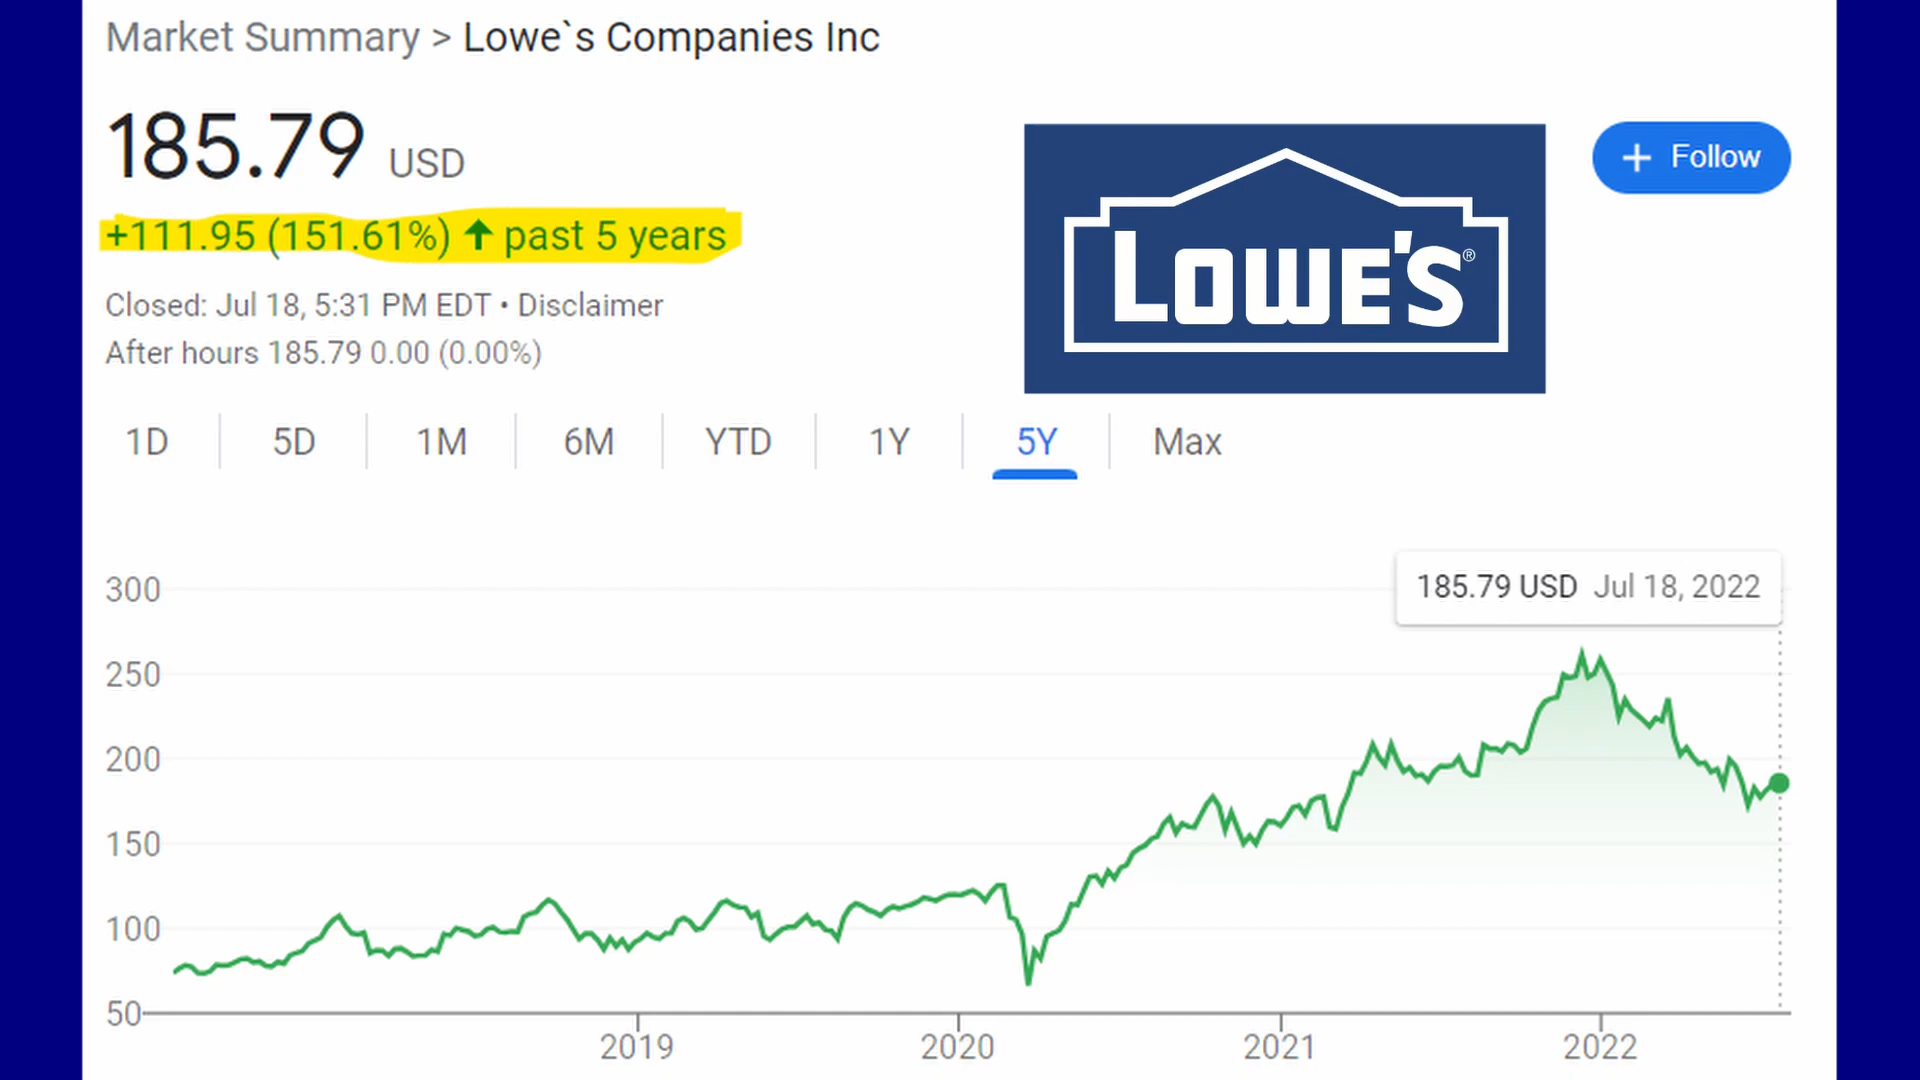 Market Summary > Lowe`s Companies Inc
185.79 USD
+111.95 (151.61%) ↑ past 5 years
Closed: Jul 18, 5:31 PM EDT • Disclaimer
After hours 185.79 0.00 (0.00%)
LOWE'S®
+ Follow
1D 5D 1M 6M YTD 1Y 5Y Max
185.79 USD Jul 18, 2022
300
250
200
150
100
50
2019 2020 2021 2022